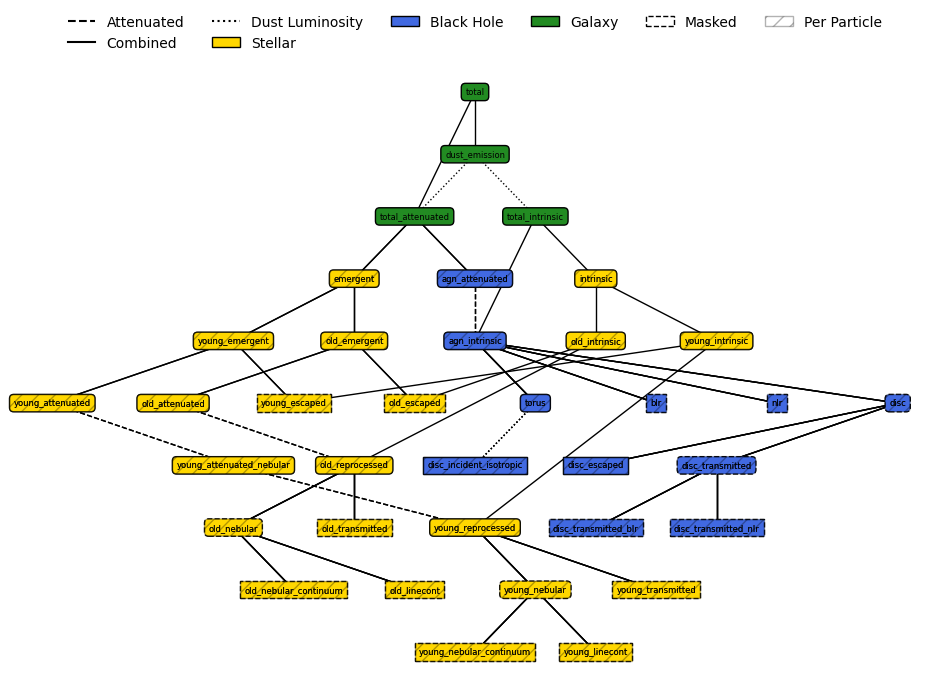 Attenuated Dust Luminosity Black Hole Galaxy Masked Per Particle
Combined Stellar
total
dust_emission
total_attenuated total_intrinsic
emergent agn_attenuated intrinsic
young_emergent old_emergent agn_intrinsic old_intrinsic young_intrinsic
young_attenuated old_attenuated young_escaped old_escaped torus blr nlr disc
young_attenuated_nebular old_reprocessed disc_incident_isotropic disc_escaped disc_transmitted
old_nebular old_transmitted young_reprocessed disc_transmitted_blr disc_transmitted_nlr
old_nebular_continuum old_linecont young_nebular young_transmitted
young_nebular_continuum young_linecont